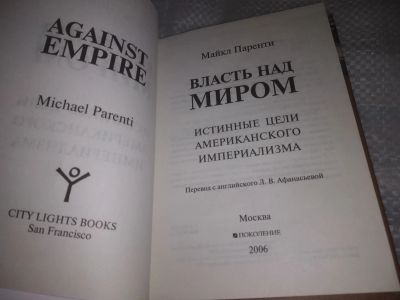 AGAINST
EMPIRE
Michael Parenti
CITY LIGHTS BOOKS
San Francisco
Майкл Паренти
ВЛАСТЬ НАД
МИРОМ
ИСТИННЫЕ ЦЕЛИ
АМЕРИКАНСКОГО
ИМПЕРИАЛИЗМА
Перевод с английского Л. В. Афанасьевой
Москва
ПОКОЛЕНИЕ
2006